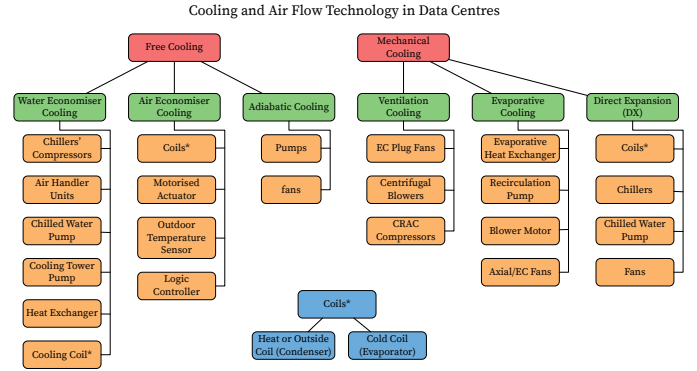 Cooling and Air Flow Technology in Data Centres
Free Cooling
Mechanical
Cooling
Water Economiser
Cooling
Air Economiser
Cooling
Adiabatic Cooling
Ventilation
Cooling
Evaporative
Cooling
Direct Expansion
(DX)
Chillers'
Compressors
Air Handler
Units
Chilled Water
Pump
Cooling Tower
Pump
Heat Exchanger
Cooling Coil*
Coils*
Motorised
Actuator
Outdoor
Temperature
Sensor
Logic
Controller
Pumps
fans
EC Plug Fans
Centrifugal
Blowers
CRAC
Compressors
Evaporative
Heat Exchanger
Recirculation
Pump
Blower Motor
Axial/EC Fans
Coils*
Chillers
Chilled Water
Pump
Fans
Coils*
Heat or Outside
Coil (Condenser)
Cold Coil
(Evaporator)